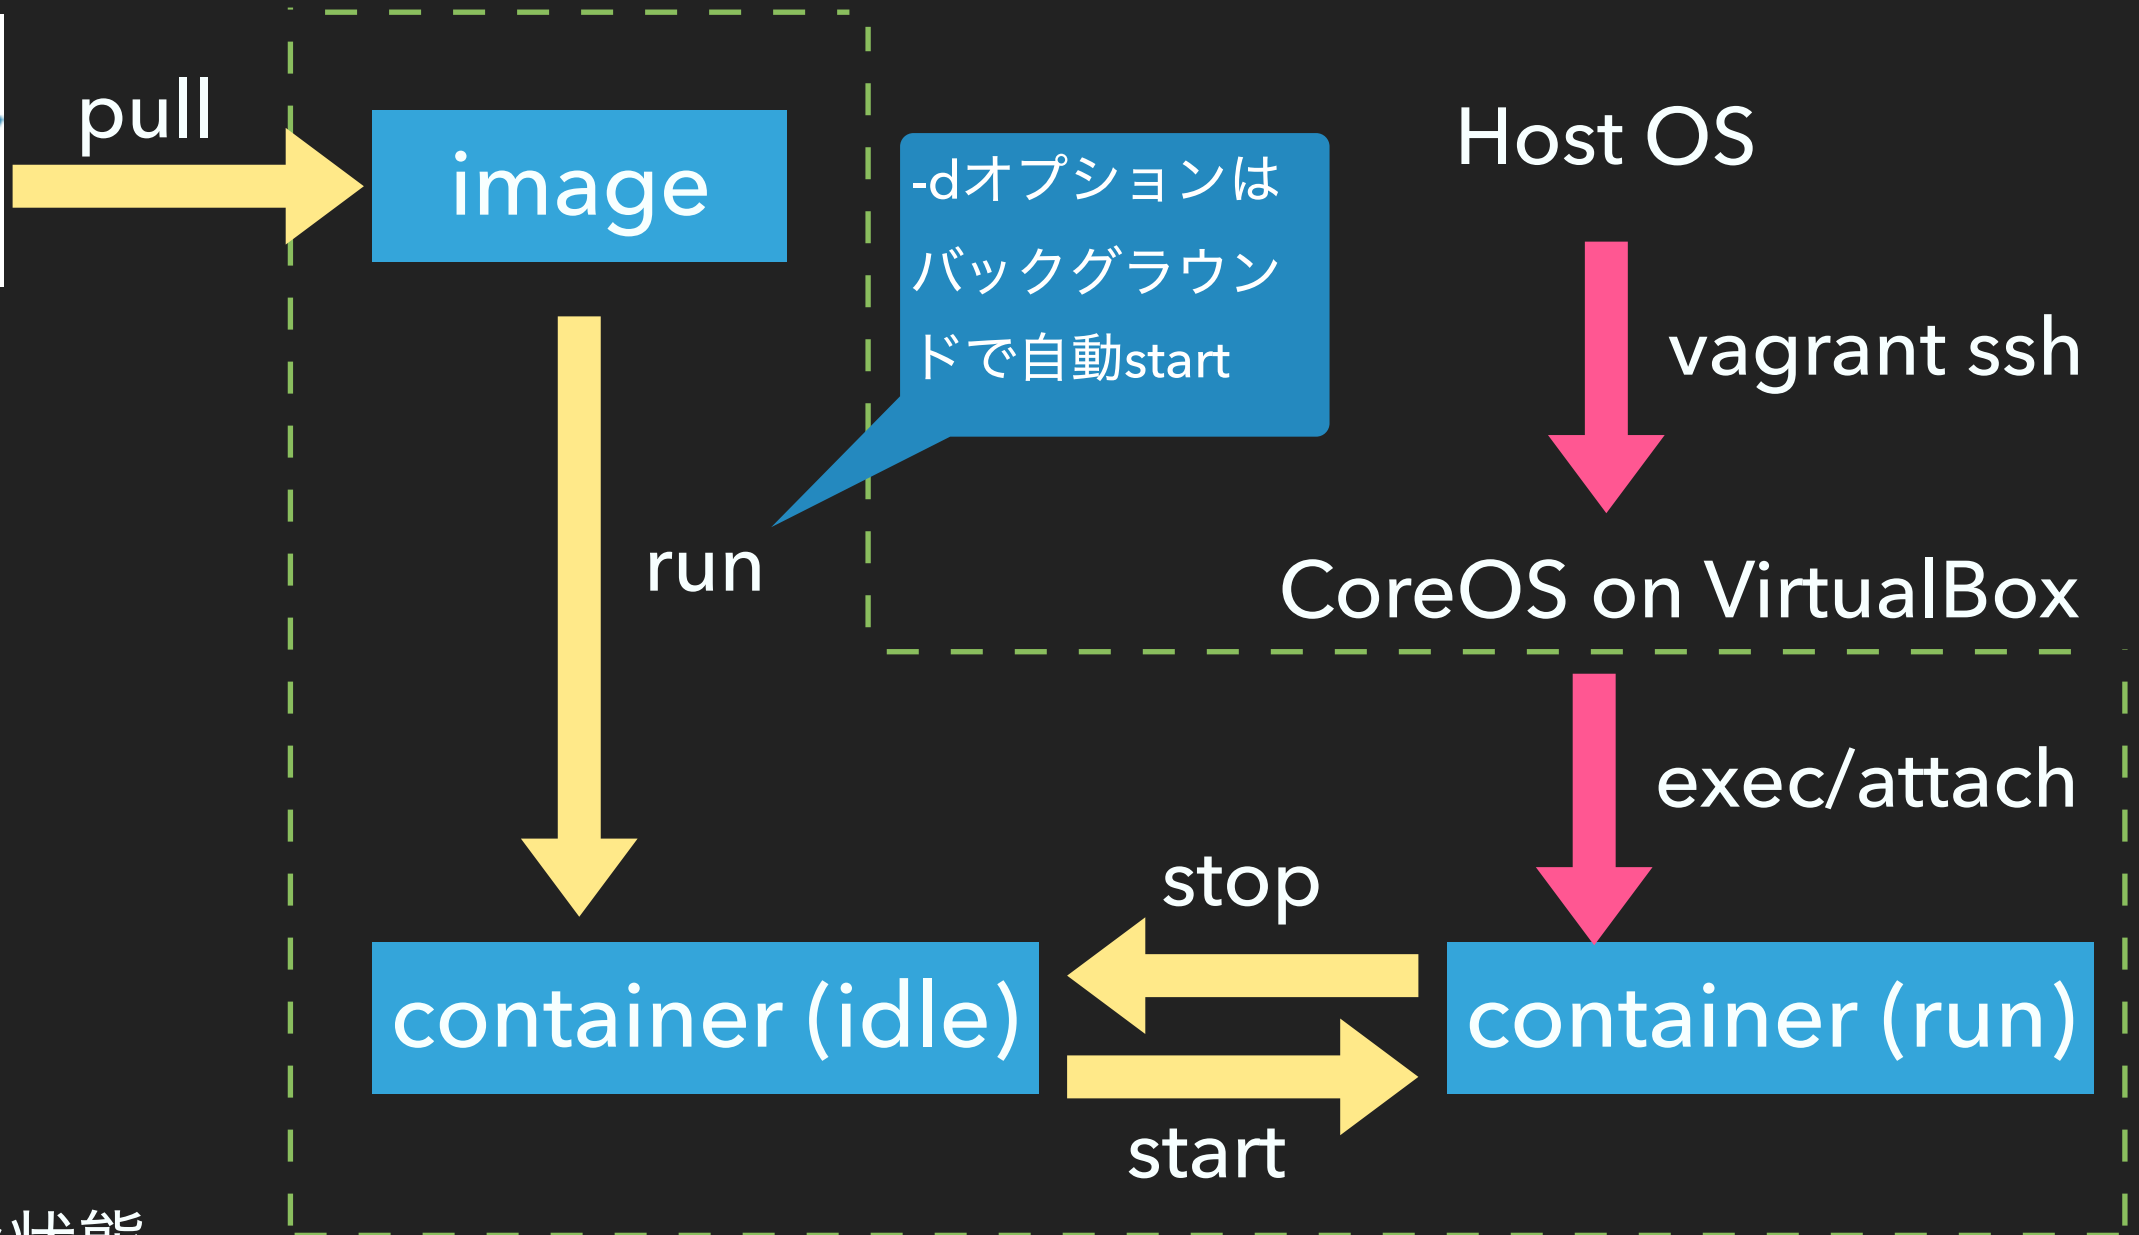 pull
image
-dオプションは
バックグラウン
ドで自動start
Host OS
vagrant ssh
run
CoreOS on VirtualBox
exec/attach
stop
container (idle)
container (run)
start
状態